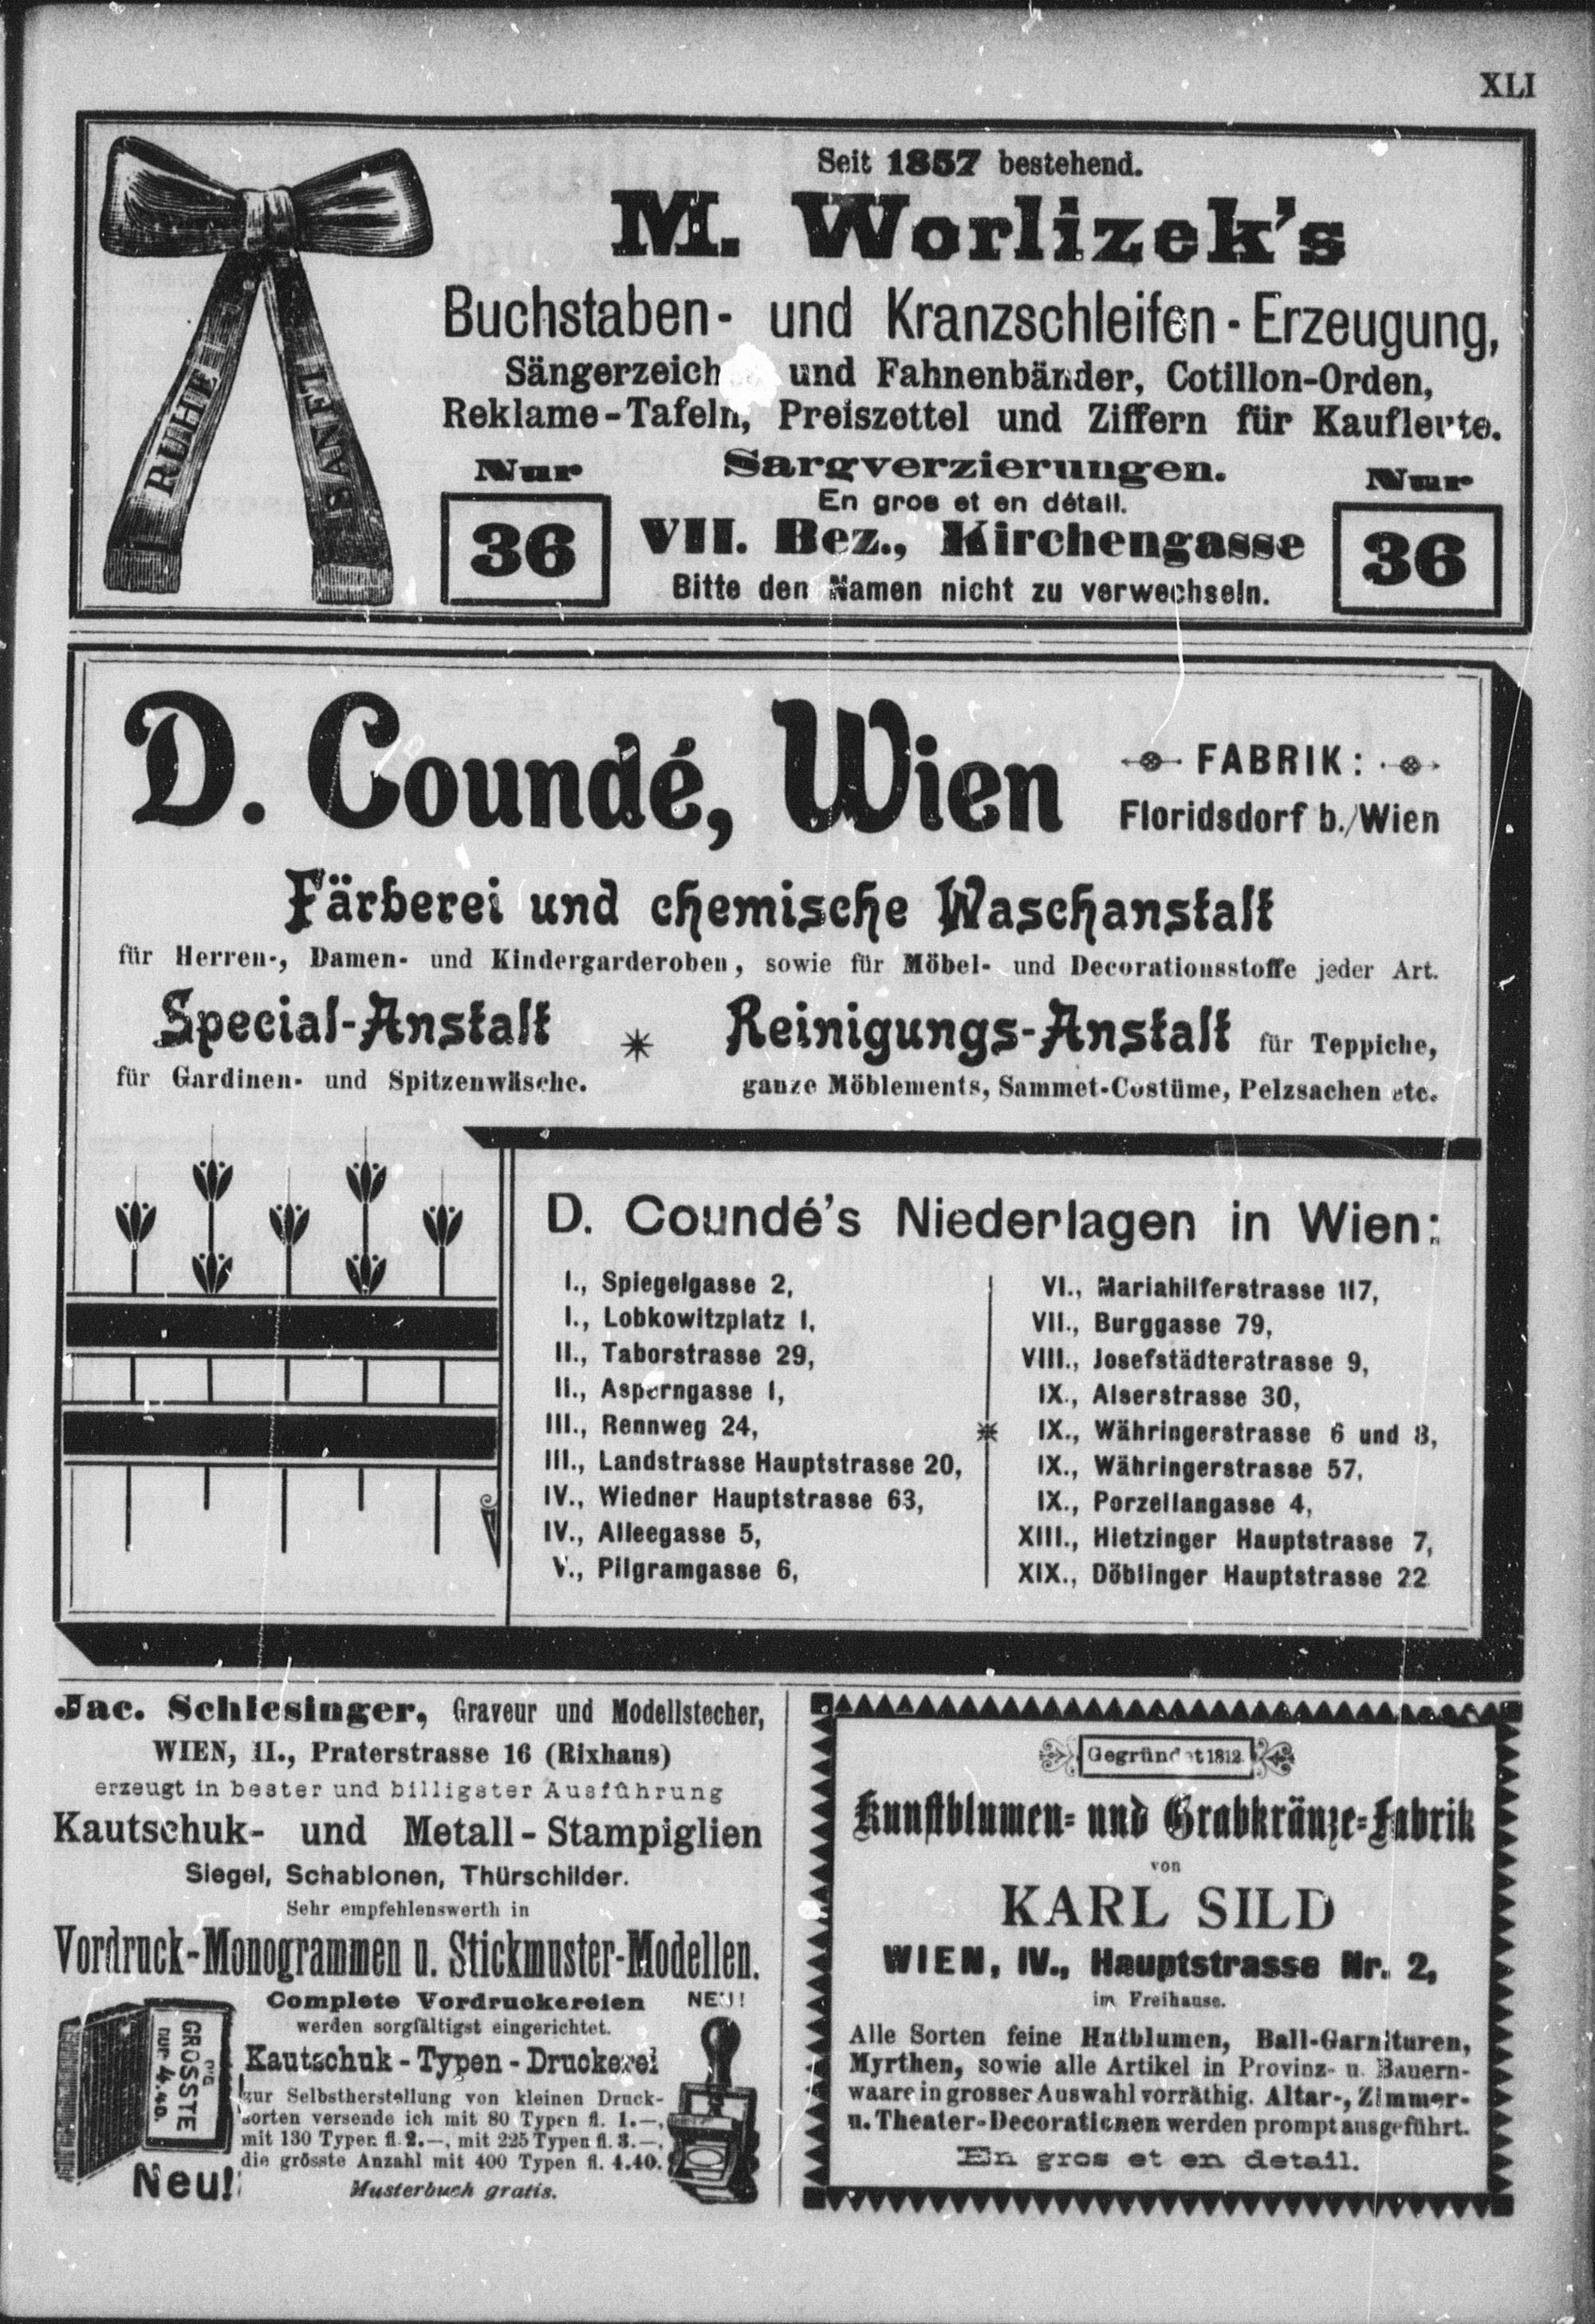 XLI
Seit 1857 bestehend.
M. Worlizek's
Buchstaben- und Kranzschleifen-Erzeugung,
und Fahnenbänder, Cotillon-Orden,
Reklame-Tafeln, Preiszettel und Ziffern für Kaufleute.
Sargverzierungen.
En gros et en détail.
Nur
36
VII. Bez., Kirchengasse
Nur
36
Bitte den Namen nicht zu verwechseln.
RUHE
SANFT
D. Coundé, Wien
FABRIK:
Floridsdorf b./Wien
Färberei und chemische Waschanstalt
für Herren-, Damen- und Kindergarderoben, sowie für Möbel- und Decorationsstoffe jeder Art.
Special-Anstalt
für Gardinen- und Spitzenwäsche.
Reinigungs-Anstalt für Teppiche,
ganze Möblements, Sammet-Costüme, Pelzsachen etc.
D. Coundé's Niederlagen in Wien:
I., Spiegelgasse 2,
I., Lobkowitzplatz 1,
II., Taborstrasse 29,
II., Asperngasse 1,
III., Rennweg 24,
III., Landstrasse Hauptstrasse 20,
IV., Wiedner Hauptstrasse 63,
IV., Alleegasse 5,
V., Pilgramgasse 6,
VI., Mariahilferstrasse 117,
VII., Burggasse 79,
VIII., Josefstädterstrasse 9,
IX., Alserstrasse 30,
IX., Währingerstrasse 6 und 8,
IX., Währingerstrasse 57,
IX., Porzellangasse 4,
XIII., Hietzinger Hauptstrasse 7,
XIX., Döblinger Hauptstrasse 22
Jac. Schlesinger, Graveur und Modellstecher,
WIEN, II., Praterstrasse 16 (Rixhaus)
erzeugt in bester und billigster Ausführung
Kautschuk- und Metall-Stampiglien
Siegel, Schablonen, Thürschilder.
Sehr empfehlenswerth in
Vordruck-Monogrammen u. Stickmuster-Modellen.
Complete Vordruckereien NEU!
werden sorgfältigst eingerichtet.
Kautschuk-Typen-Druckerei
zur Selbstherstellung von kleinen Druck-
sorten versende ich mit 80 Typen fl. 1.—,
mit 130 Typen fl. 2.—, mit 225 Typen fl. 3.—,
die grösste Anzahl mit 400 Typen fl. 4.40.
Musterbuch gratis.
DIE
GRÖSSTE
nur 4.40.
Neu!
Gegründet 1812
Kunstblumen- und Grabkränze-Fabrik
von
KARL SILD
WIEN, IV., Hauptstrasse Nr. 2,
im Freihause.
Alle Sorten feine Hutblumen, Ball-Garnituren,
Myrthen, sowie alle Artikel in Provinz- u. Bauern-
waare in grosser Auswahl vorräthig. Altar-, Zimmer-
u. Theater-Decorationen werden prompt ausgeführt.
En gros et en detail.